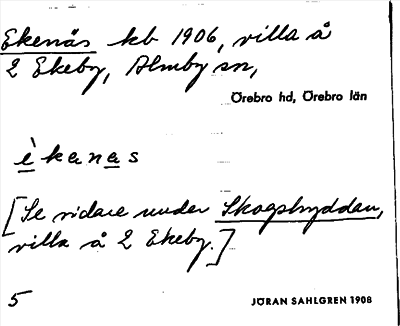 Ekenäs kb 1906, villa å
2 Ekeby, Almby sn,
Örebro hd, Örebro län
èkenas
[Se vidare under Skogshyddan,
villa å 2 Ekeby.]
5
JÖRAN SAHLGREN 1908